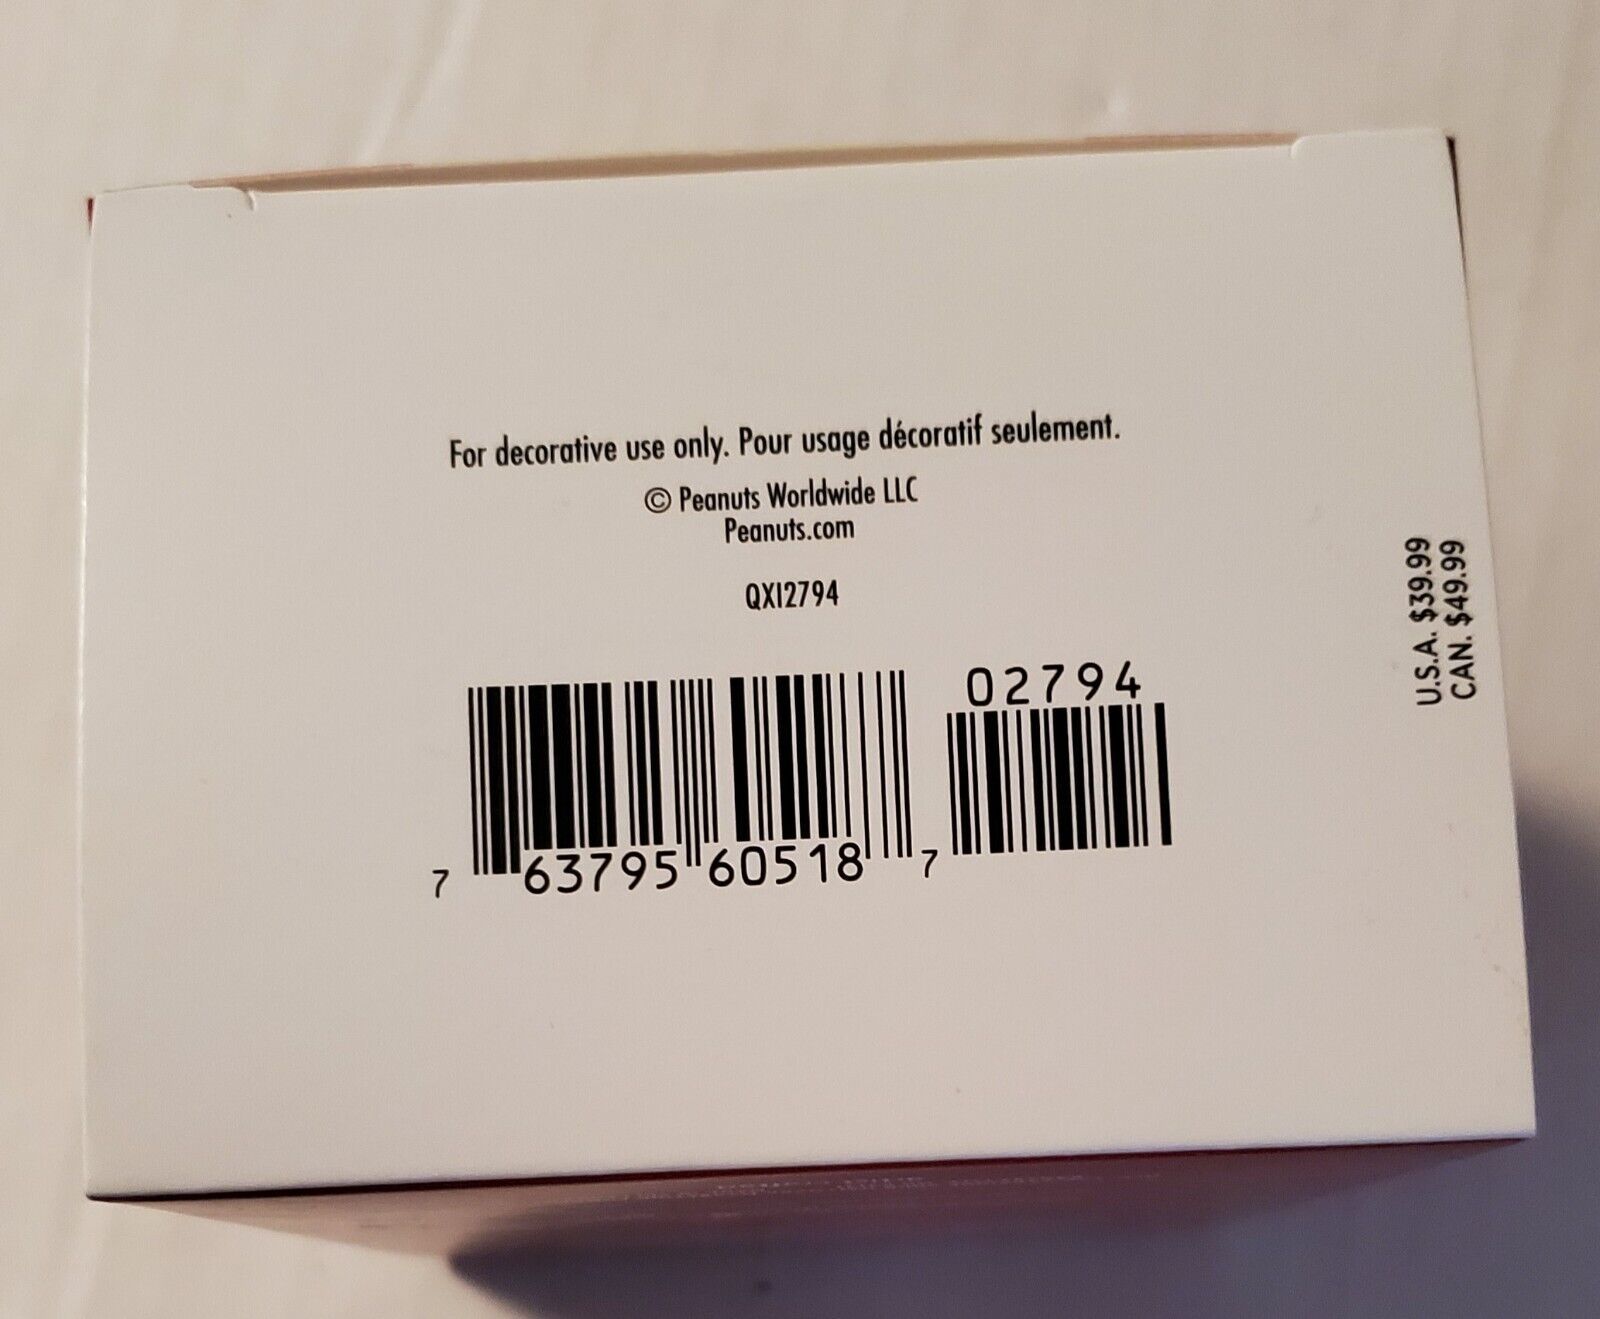 For decorative use only. Pour usage décoratif seulement.
© Peanuts Worldwide LLC
Peanuts.com
QXI2794
02794
7 63795 60518 7
U.S.A. $39.99
CAN. $49.99